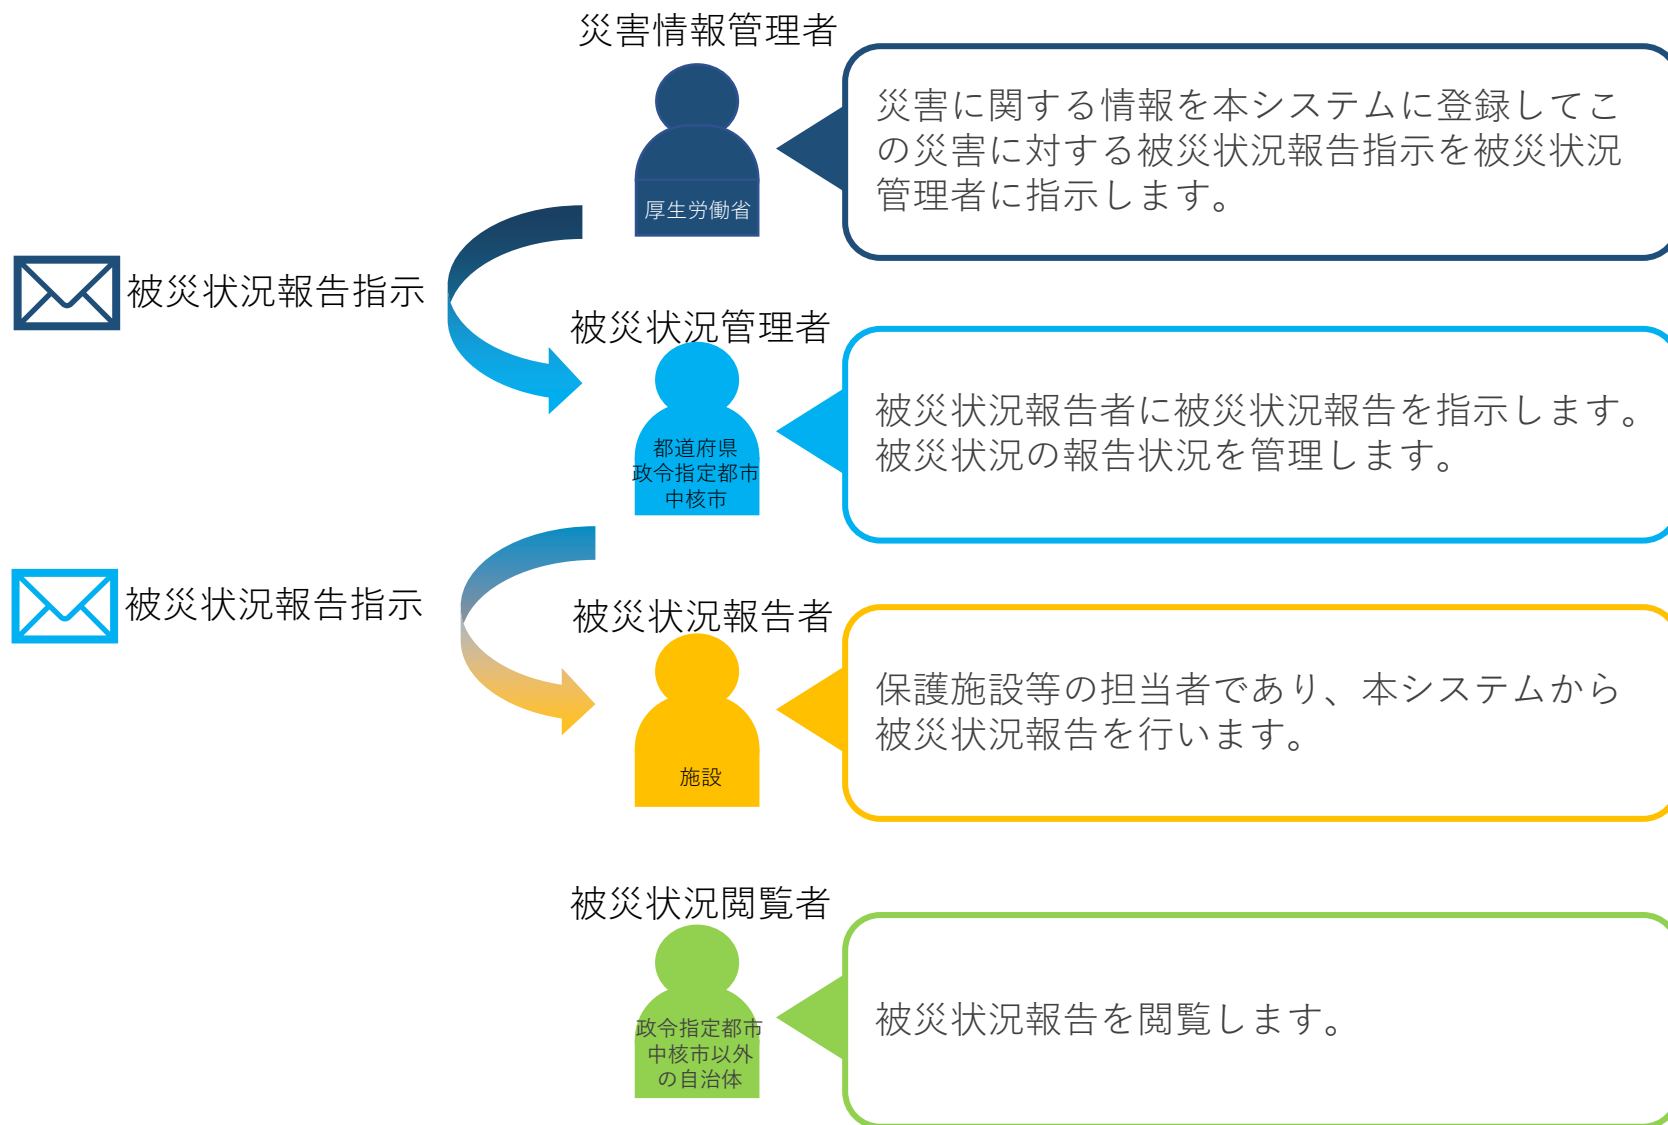 災害情報管理者
災害に関する情報を本システムに登録してこ
の災害に対する被災状況報告指示を被災状況
管理者に指示します。
厚生労働省
被災状況報告指示
被災状況管理者
被災状況報告者に被災状況報告を指示します。
被災状況の報告状況を管理します。
都道府県
政令指定都市
中核市
被災状況報告指示
被災状況報告者
保護施設等の担当者であり、本システムから
被災状況報告を行います。
施設
被災状況閲覧者
被災状況報告を閲覧します。
政令指定都市
中核市以外
の自治体